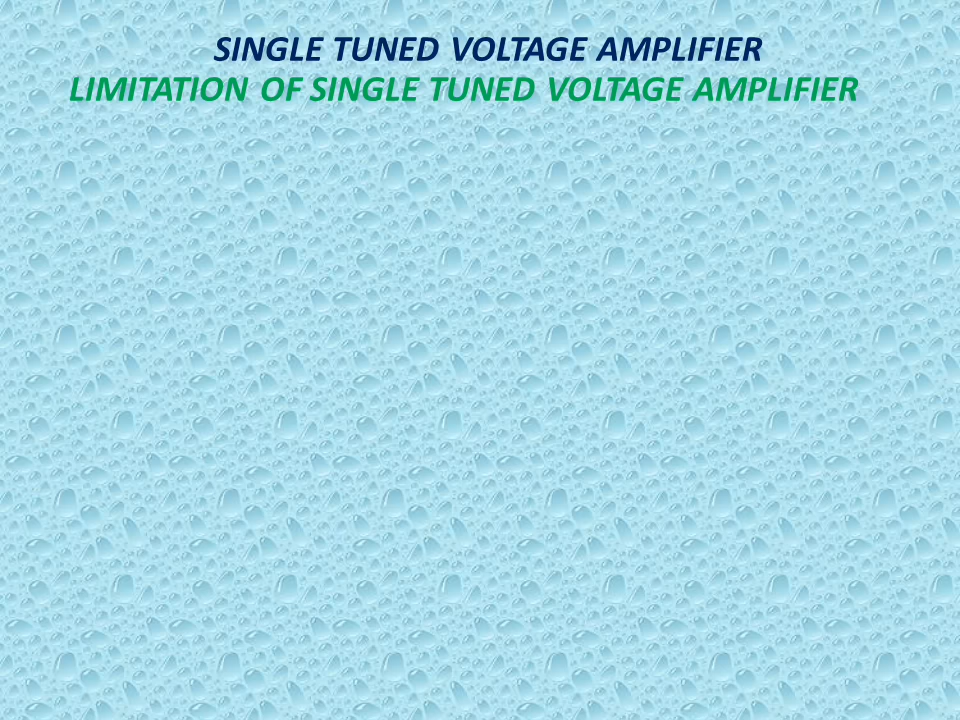 SINGLE TUNED VOLTAGE AMPLIFIER
LIMITATION OF SINGLE TUNED VOLTAGE AMPLIFIER